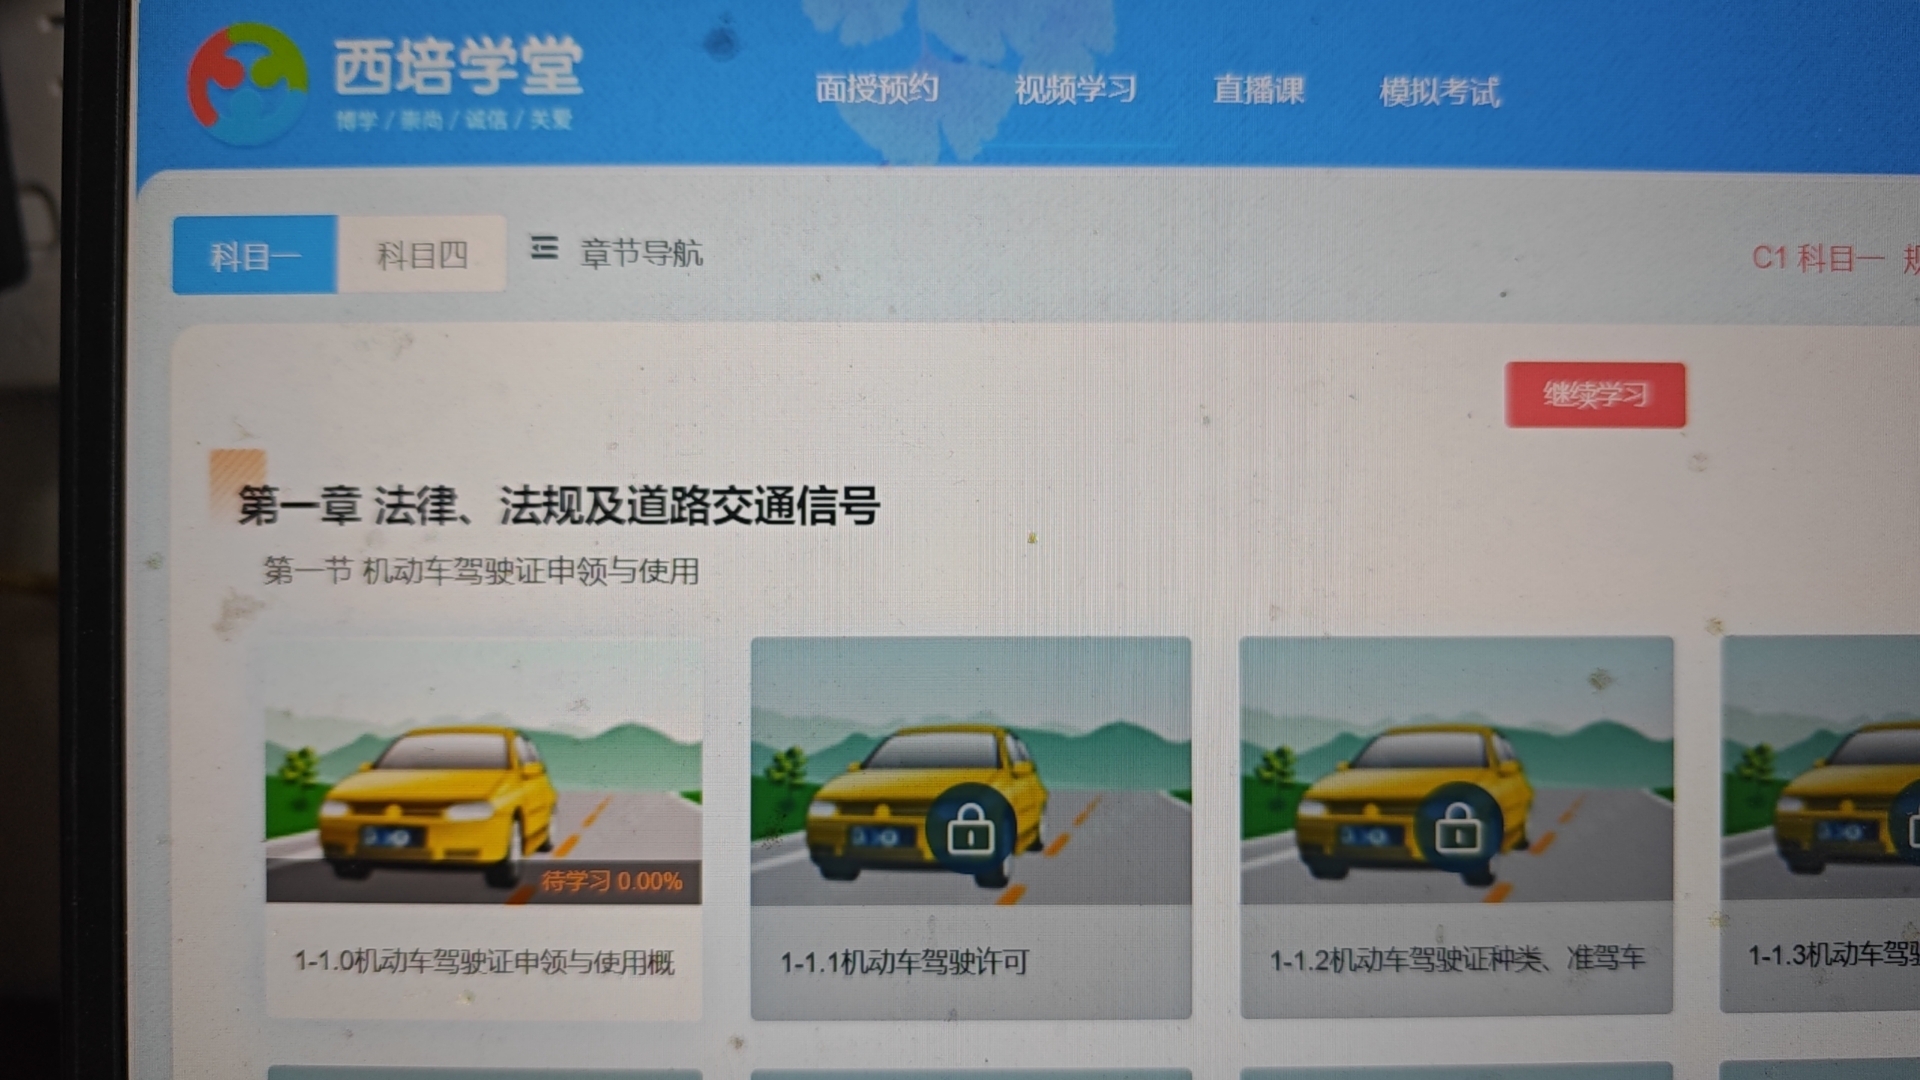 西培学堂
博学 / 崇尚 / 诚信 / 关爱
面授预约 视频学习 直播课 模拟考试
科目一 科目四 章节导航
C1 科目一
继续学习
第一章 法律、法规及道路交通信号
第一节 机动车驾驶证申领与使用
待学习 0.00%
1-1.0机动车驾驶证申领与使用概
1-1.1机动车驾驶许可
1-1.2机动车驾驶证种类、准驾车
1-1.3机动车驾